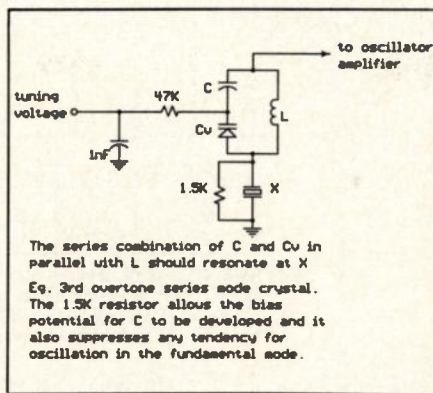 to oscillator
amplifier
C
tuning
voltage
47K
L
Cv
1nf
1.5K
X
The series combination of C and Cv in
parallel with L should resonate at X
Eg. 3rd overtone series mode crystal.
The 1.5K resistor allows the bias
potential for C to be developed and it
also suppresses any tendency for
oscillation in the fundamental mode.